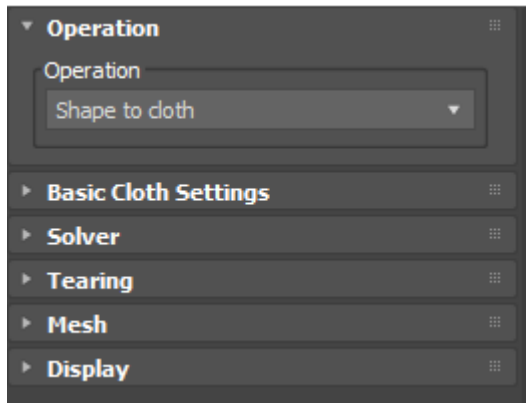 Operation
Operation
Shape to cloth
Basic Cloth Settings
Solver
Tearing
Mesh
Display